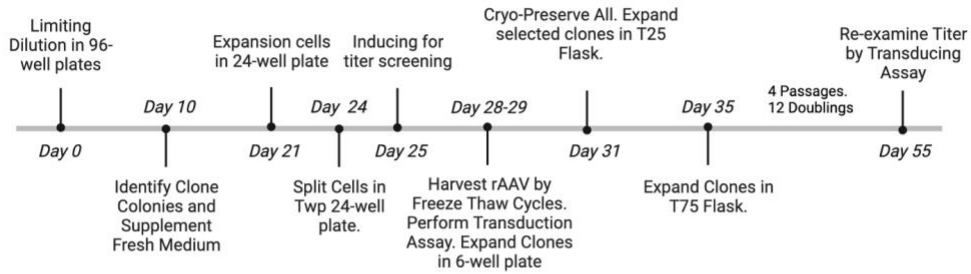 Limiting
Dilution in 96-
well plates
Day 0
Day 10
Identify Clone
Colonies and
Supplement
Fresh Medium
Expansion cells
in 24-well plate
Day 21
Day 24
Split Cells in
Twp 24-well
plate.
Inducing for
titer screening
Day 25
Day 28-29
Harvest rAAV by
Freeze Thaw Cycles.
Perform Transduction
Assay. Expand Clones
in 6-well plate
Cryo-Preserve All. Expand
selected clones in T25
Flask.
Day 31
Day 35
Expand Clones in
T75 Flask.
4 Passages.
12 Doublings
Re-examine Titer
by Transducing
Assay
Day 55